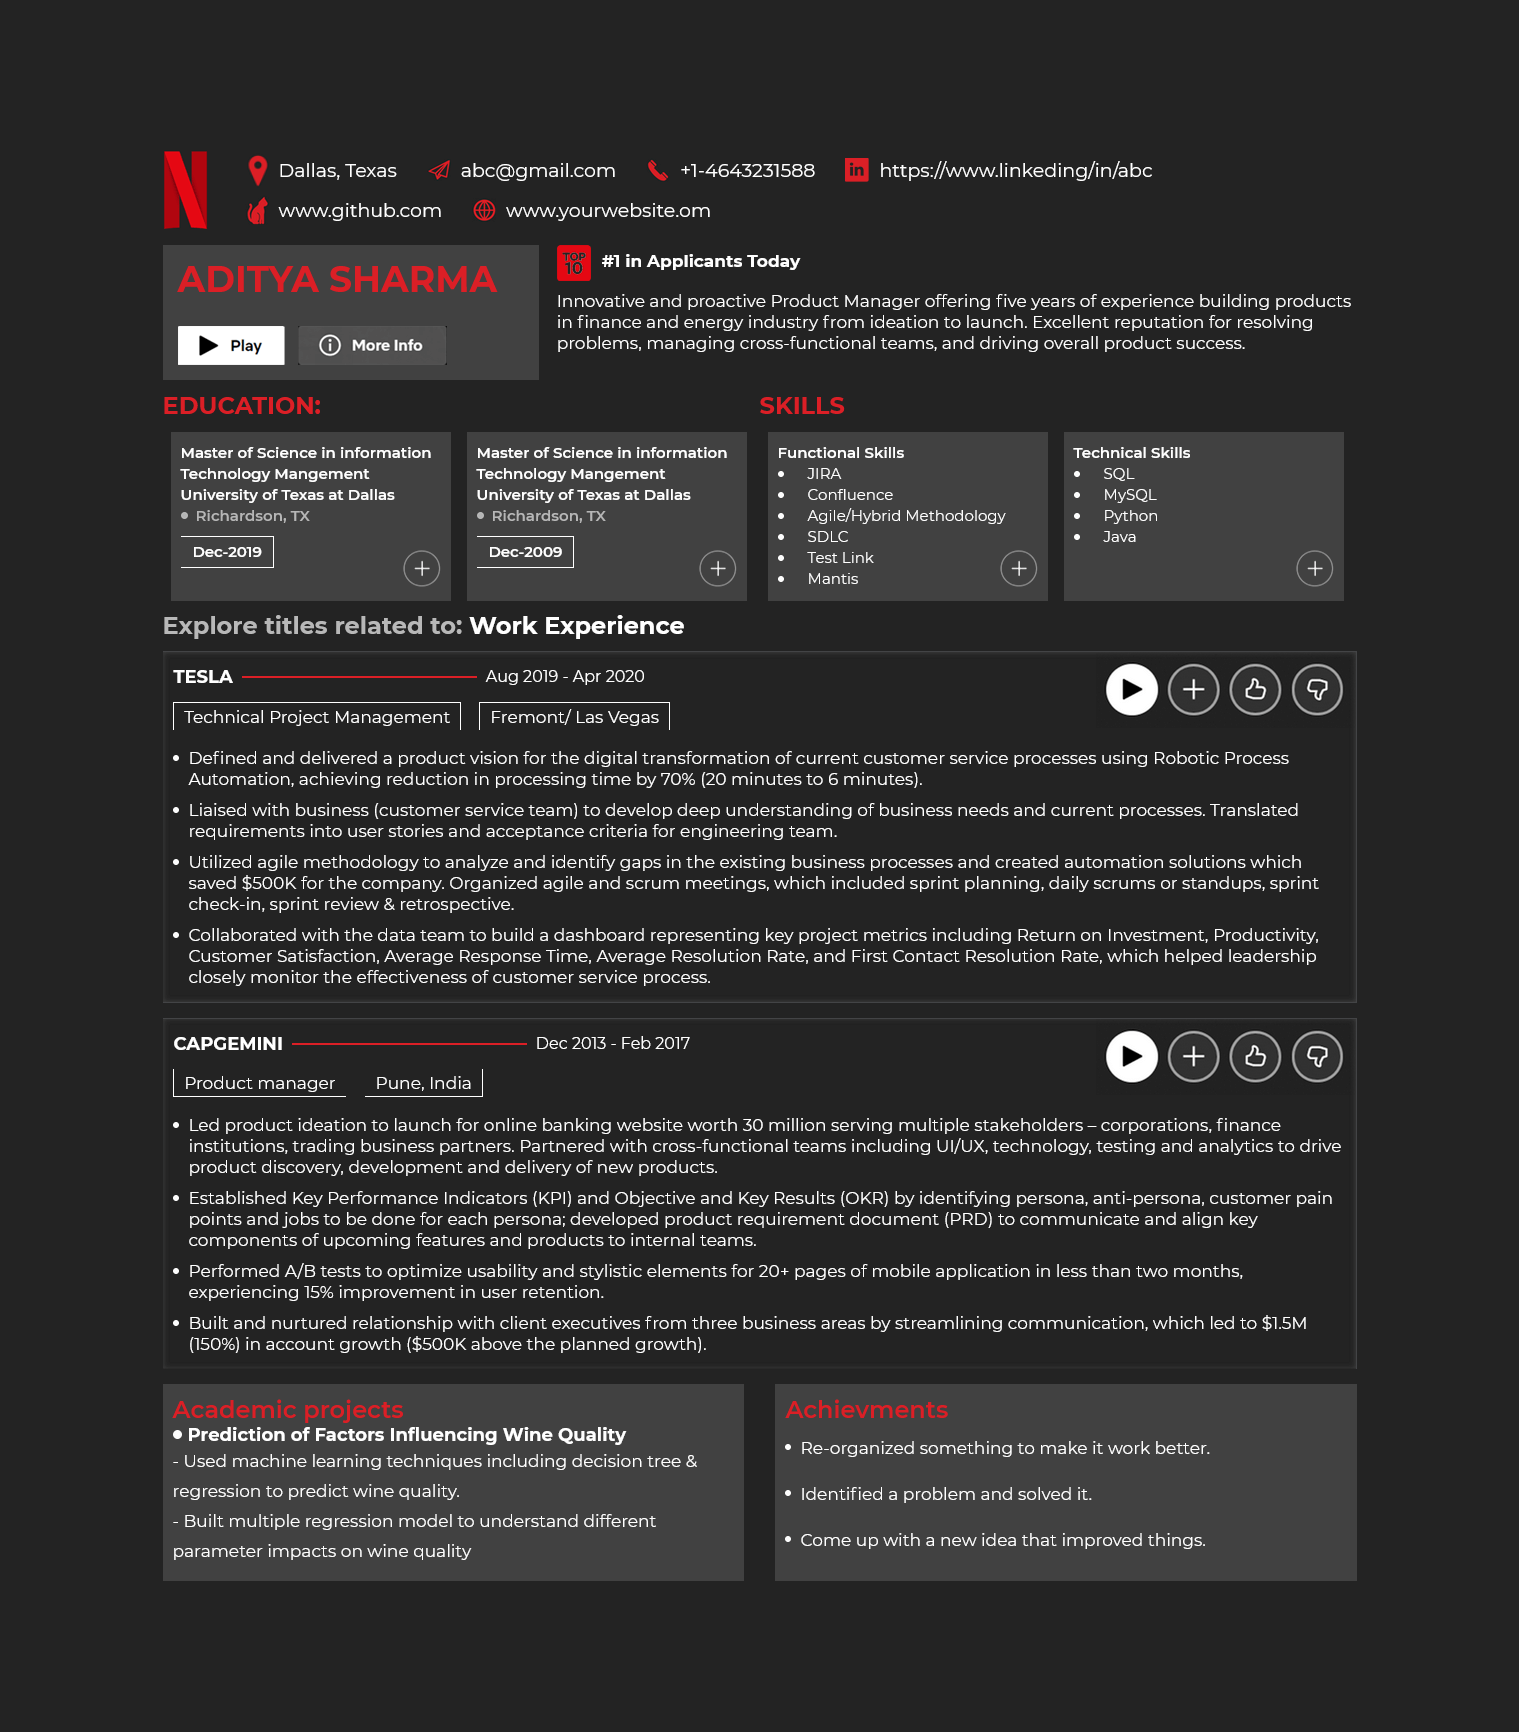 N
Dallas, Texas abc@gmail.com +1-4643231588 in https://www.linkeding/in/abc
www.github.com www.yourwebsite.om
ADITYA SHARMA
Play More Info
TOP 10 #1 in Applicants Today
Innovative and proactive Product Manager offering five years of experience building products
in finance and energy industry from ideation to launch. Excellent reputation for resolving
problems, managing cross-functional teams, and driving overall product success.
EDUCATION:
Master of Science in information
Technology Mangement
University of Texas at Dallas
• Richardson, TX
Dec-2019
Master of Science in information
Technology Mangement
University of Texas at Dallas
• Richardson, TX
Dec-2009
SKILLS
Functional Skills
• JIRA
• Confluence
• Agile/Hybrid Methodology
• SDLC
• Test Link
• Mantis
Technical Skills
• SQL
• MySQL
• Python
• Java
Explore titles related to: Work Experience
TESLA Aug 2019 - Apr 2020
Technical Project Management Fremont/ Las Vegas
• Defined and delivered a product vision for the digital transformation of current customer service processes using Robotic Process
Automation, achieving reduction in processing time by 70% (20 minutes to 6 minutes).
• Liaised with business (customer service team) to develop deep understanding of business needs and current processes. Translated
requirements into user stories and acceptance criteria for engineering team.
• Utilized agile methodology to analyze and identify gaps in the existing business processes and created automation solutions which
saved $500K for the company. Organized agile and scrum meetings, which included sprint planning, daily scrums or standups, sprint
check-in, sprint review & retrospective.
• Collaborated with the data team to build a dashboard representing key project metrics including Return on Investment, Productivity,
Customer Satisfaction, Average Response Time, Average Resolution Rate, and First Contact Resolution Rate, which helped leadership
closely monitor the effectiveness of customer service process.
CAPGEMINI Dec 2013 - Feb 2017
Product manager Pune, India
• Led product ideation to launch for online banking website worth 30 million serving multiple stakeholders – corporations, finance
institutions, trading business partners. Partnered with cross-functional teams including UI/UX, technology, testing and analytics to drive
product discovery, development and delivery of new products.
• Established Key Performance Indicators (KPI) and Objective and Key Results (OKR) by identifying persona, anti-persona, customer pain
points and jobs to be done for each persona; developed product requirement document (PRD) to communicate and align key
components of upcoming features and products to internal teams.
• Performed A/B tests to optimize usability and stylistic elements for 20+ pages of mobile application in less than two months,
experiencing 15% improvement in user retention.
• Built and nurtured relationship with client executives from three business areas by streamlining communication, which led to $1.5M
(150%) in account growth ($500K above the planned growth).
Academic projects
• Prediction of Factors Influencing Wine Quality
- Used machine learning techniques including decision tree &
regression to predict wine quality.
- Built multiple regression model to understand different
parameter impacts on wine quality
Achievments
• Re-organized something to make it work better.
• Identified a problem and solved it.
• Come up with a new idea that improved things.